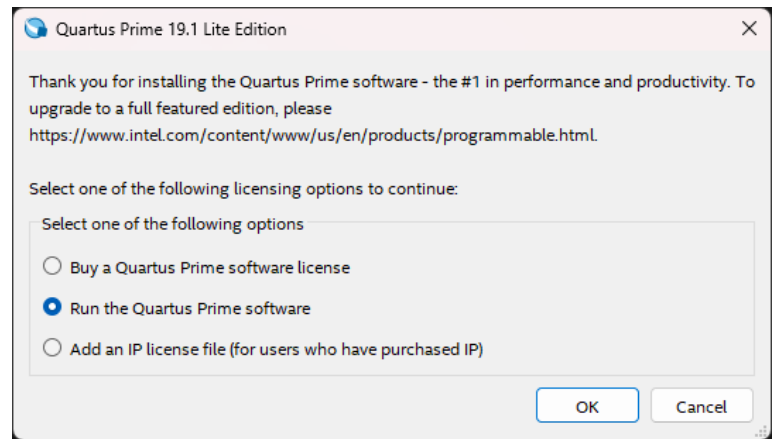 Quartus Prime 19.1 Lite Edition
Thank you for installing the Quartus Prime software - the #1 in performance and productivity. To
upgrade to a full featured edition, please
https://www.intel.com/content/www/us/en/products/programmable.html.
Select one of the following licensing options to continue:
Select one of the following options
Buy a Quartus Prime software license
Run the Quartus Prime software
Add an IP license file (for users who have purchased IP)
OK
Cancel